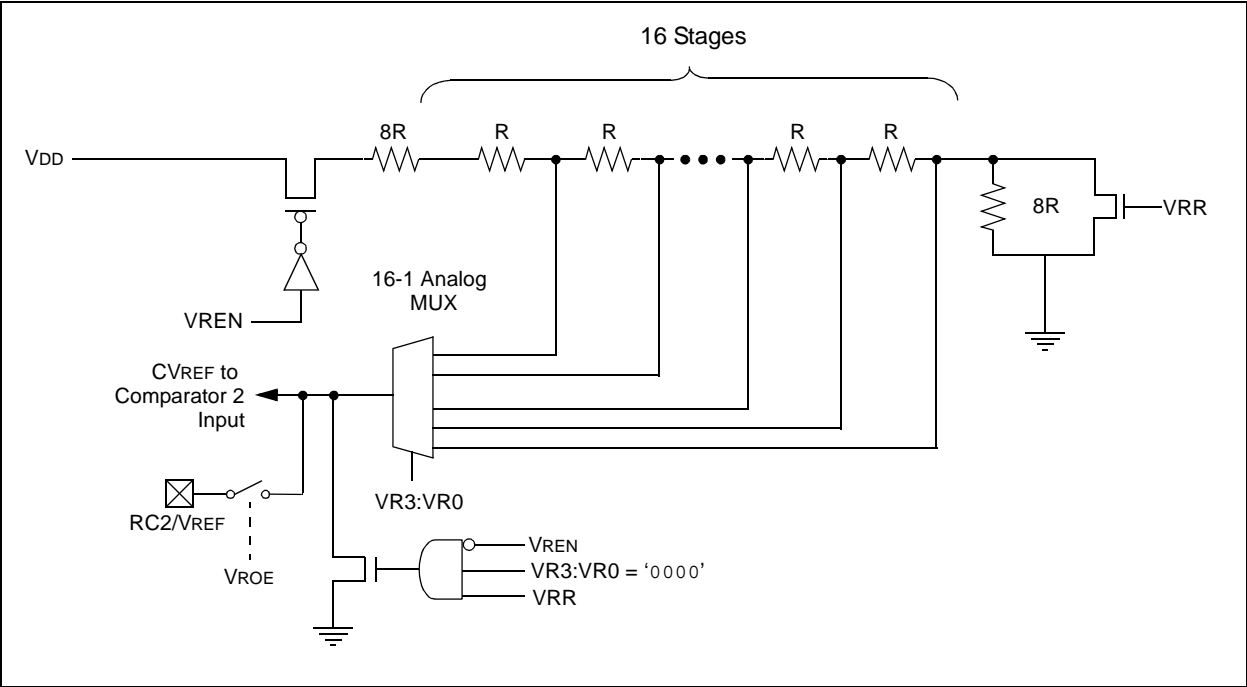 16 Stages
8R
R
R
R
R
VDD
8R
VRR
16-1 Analog
MUX
VREN
CVREF to
Comparator 2
Input
VR3:VR0
RC2/VREF
VROE
VREN
VR3:VR0 = ‘0000’
VRR